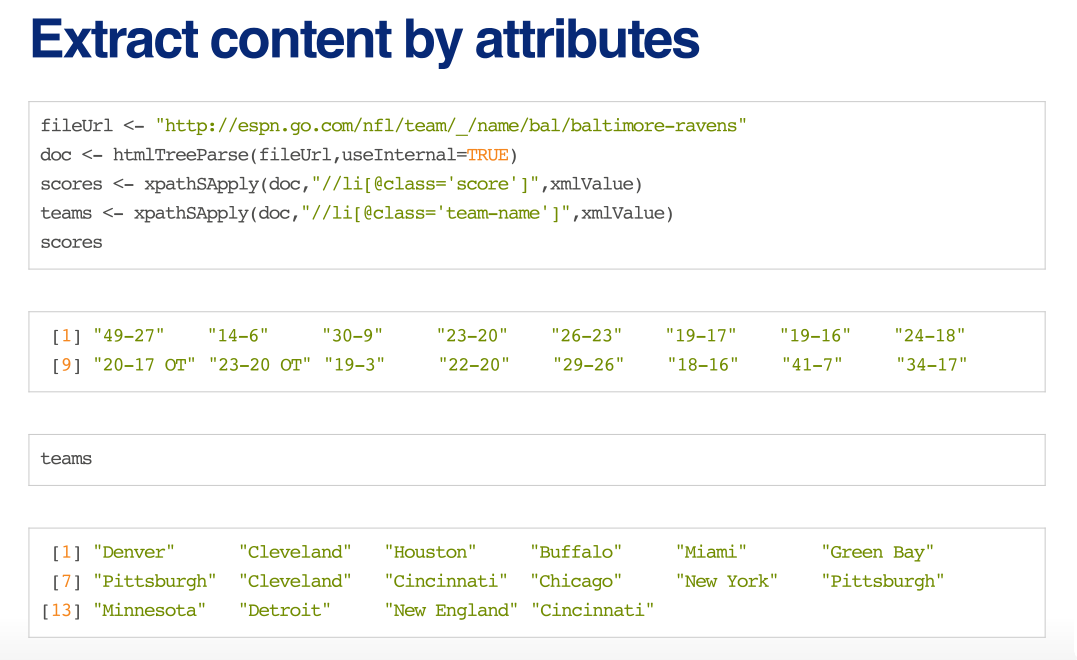 Extract content by attributes
fileUrl <- "http://espn.go.com/nfl/team/_/name/bal/baltimore-ravens"
doc <- htmlTreeParse(fileUrl,useInternal=TRUE)
scores <- xpathSApply(doc,"//li[@class='score']",xmlValue)
teams <- xpathSApply(doc,"//li[@class='team-name']",xmlValue)
scores
[1] "49-27" "14-6" "30-9" "23-20" "26-23" "19-17" "19-16" "24-18"
[9] "20-17 OT" "23-20 OT" "19-3" "22-20" "29-26" "18-16" "41-7" "34-17"
teams
[1] "Denver" "Cleveland" "Houston" "Buffalo" "Miami" "Green Bay"
[7] "Pittsburgh" "Cleveland" "Cincinnati" "Chicago" "New York" "Pittsburgh"
[13] "Minnesota" "Detroit" "New England" "Cincinnati"